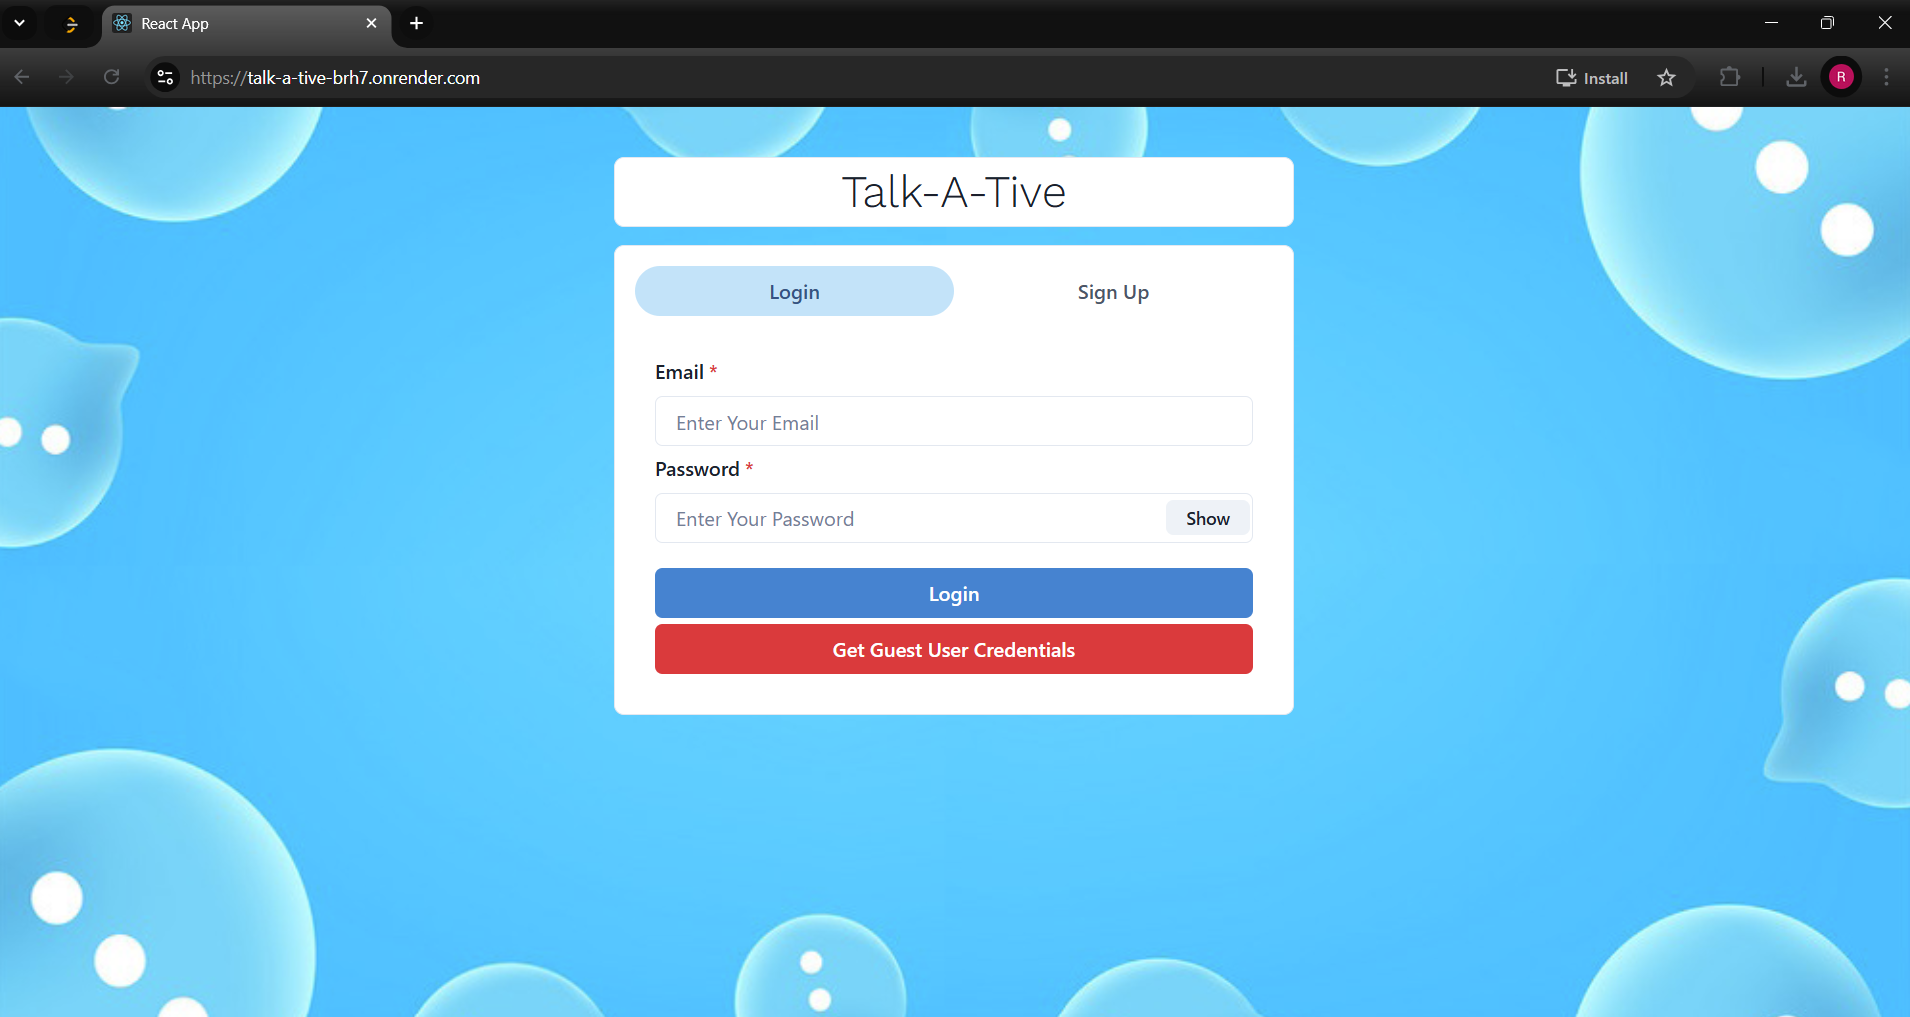 React App
https://talk-a-tive-brh7.onrender.com
Install
R
Talk-A-Tive
Login
Sign Up
Email *
Enter Your Email
Password *
Enter Your Password
Show
Login
Get Guest User Credentials